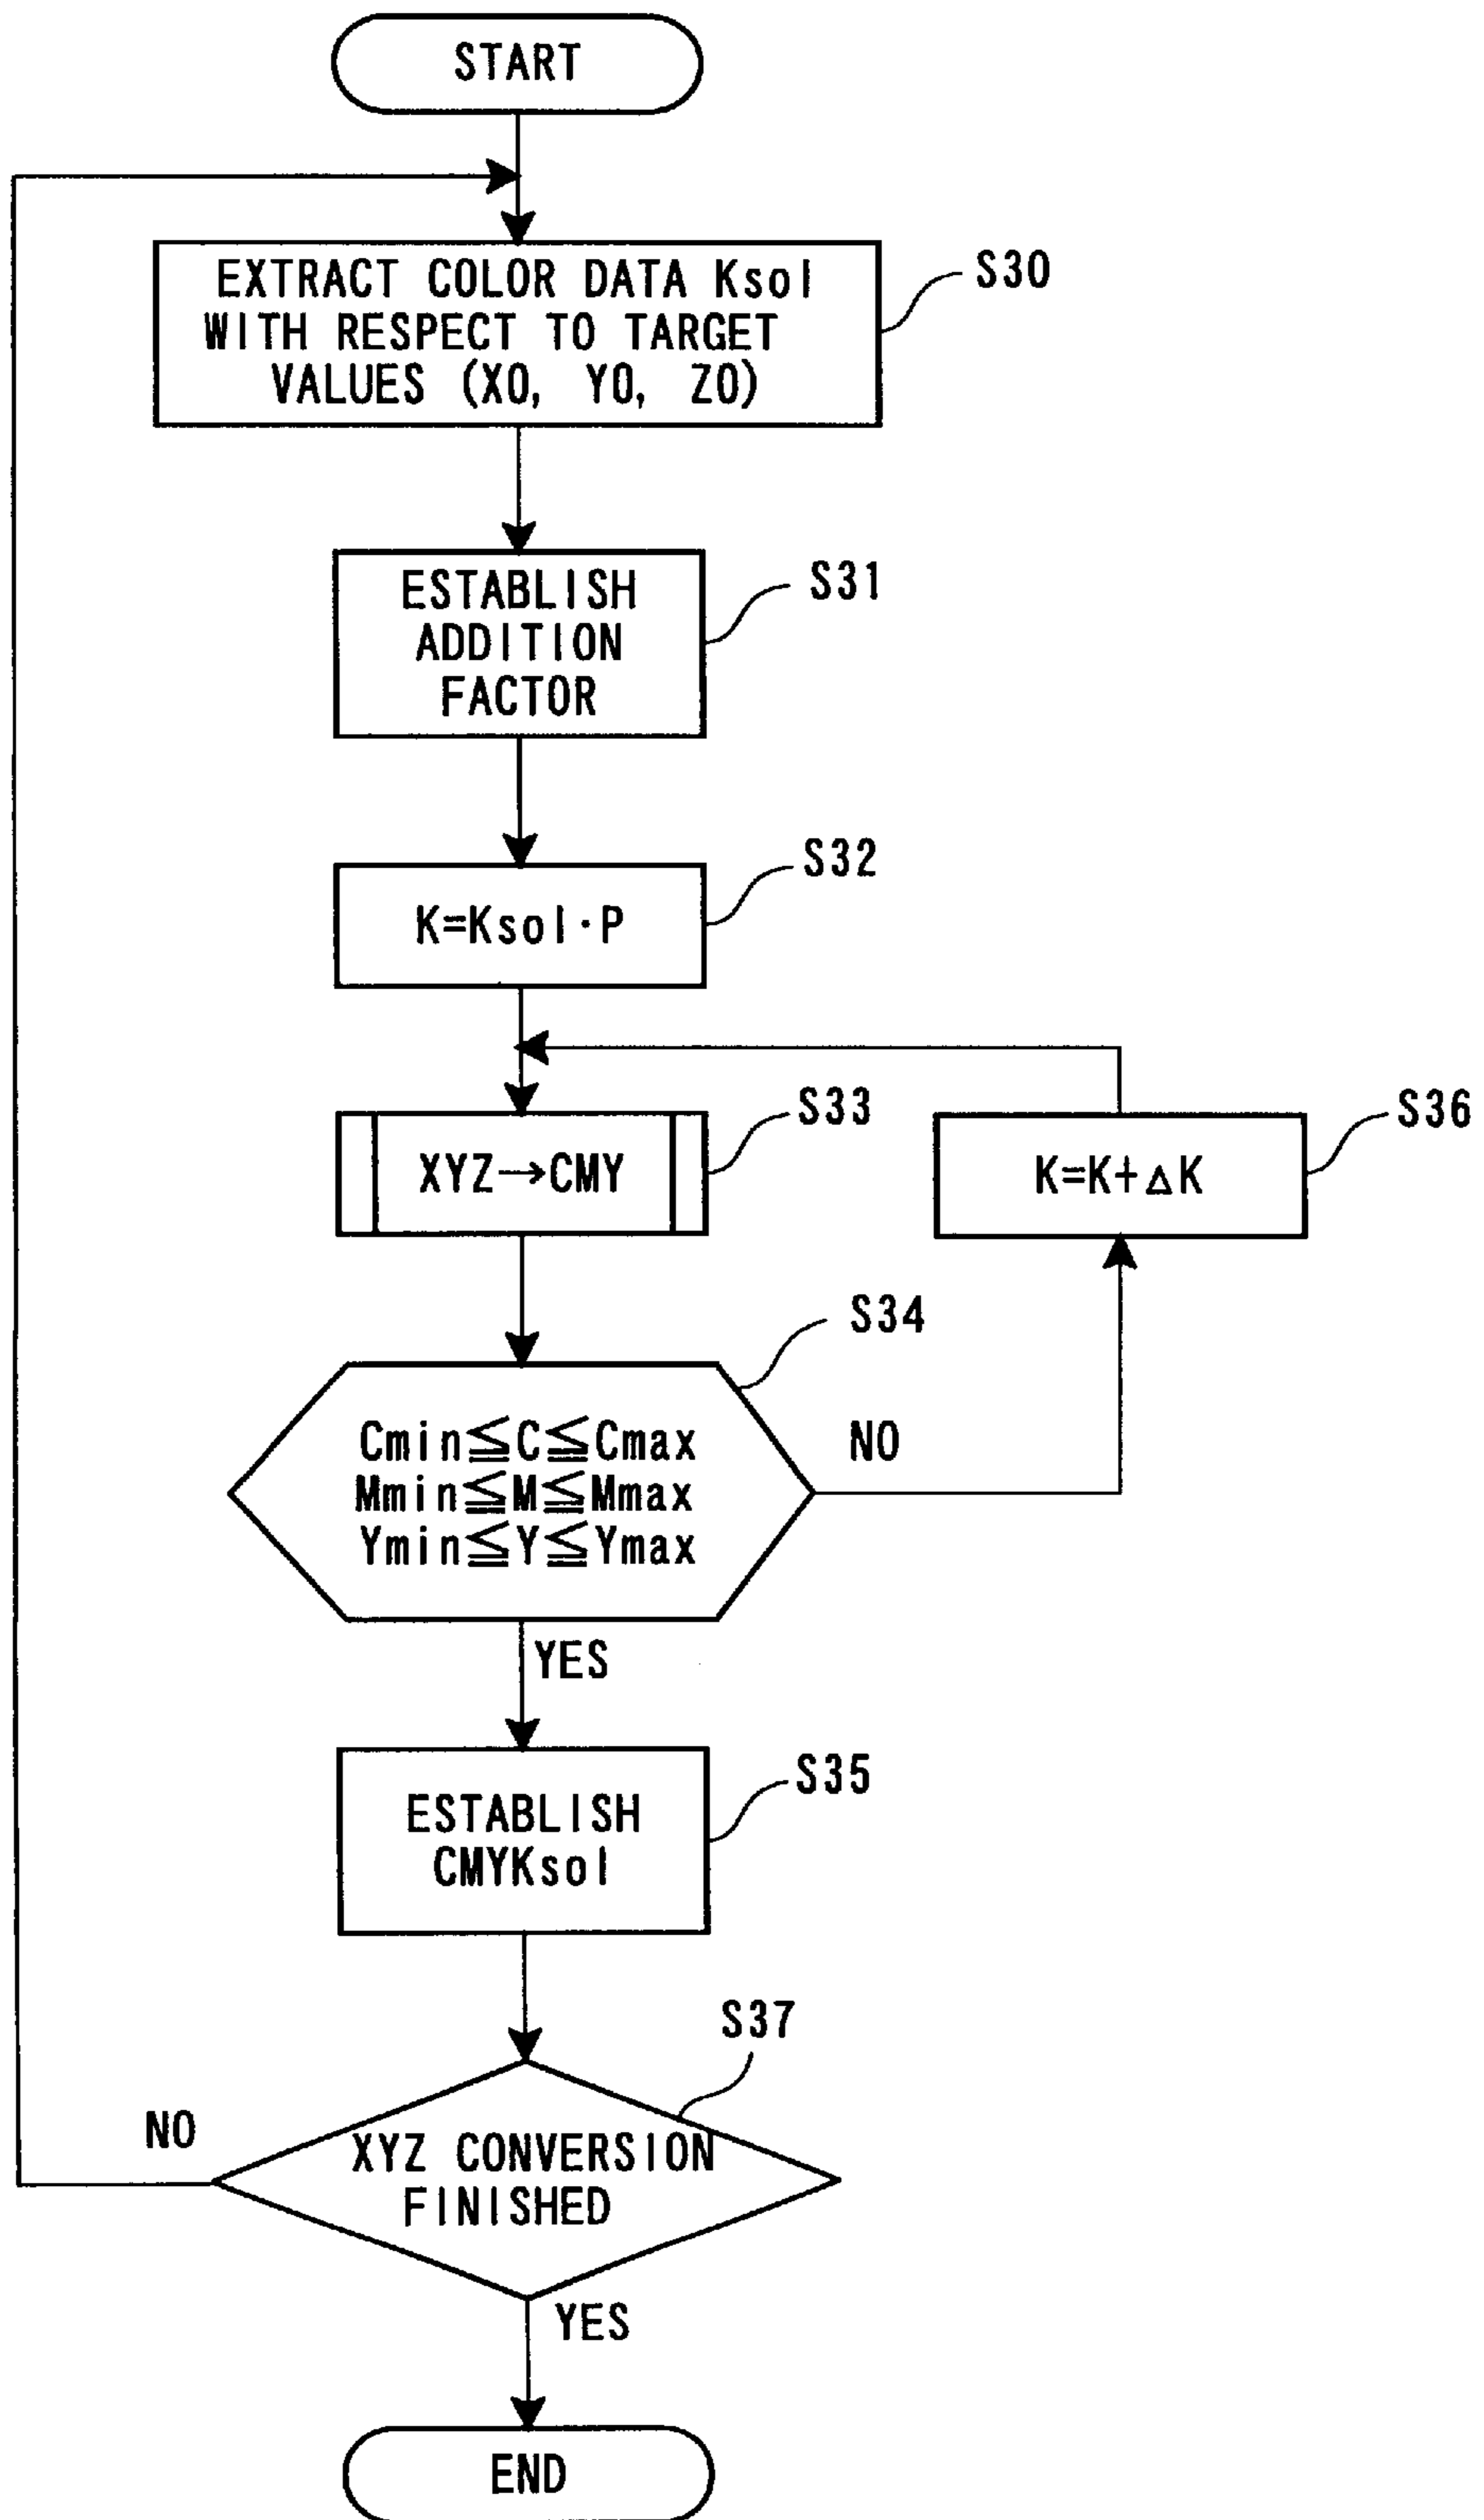 START
EXTRACT COLOR DATA Ksol
WITH RESPECT TO TARGET
VALUES (X0, Y0, Z0)
S30
ESTABLISH
ADDITION
FACTOR
S31
K=Ksol·P
S32
XYZ→CMY
S33
K=K+△K
S36
S34
Cmin≦C≦Cmax
Mmin≦M≦Mmax
Ymin≦Y≦Ymax
NO
YES
ESTABLISH
CMYKsol
S35
S37
XYZ CONVERSION
FINISHED
NO
YES
END